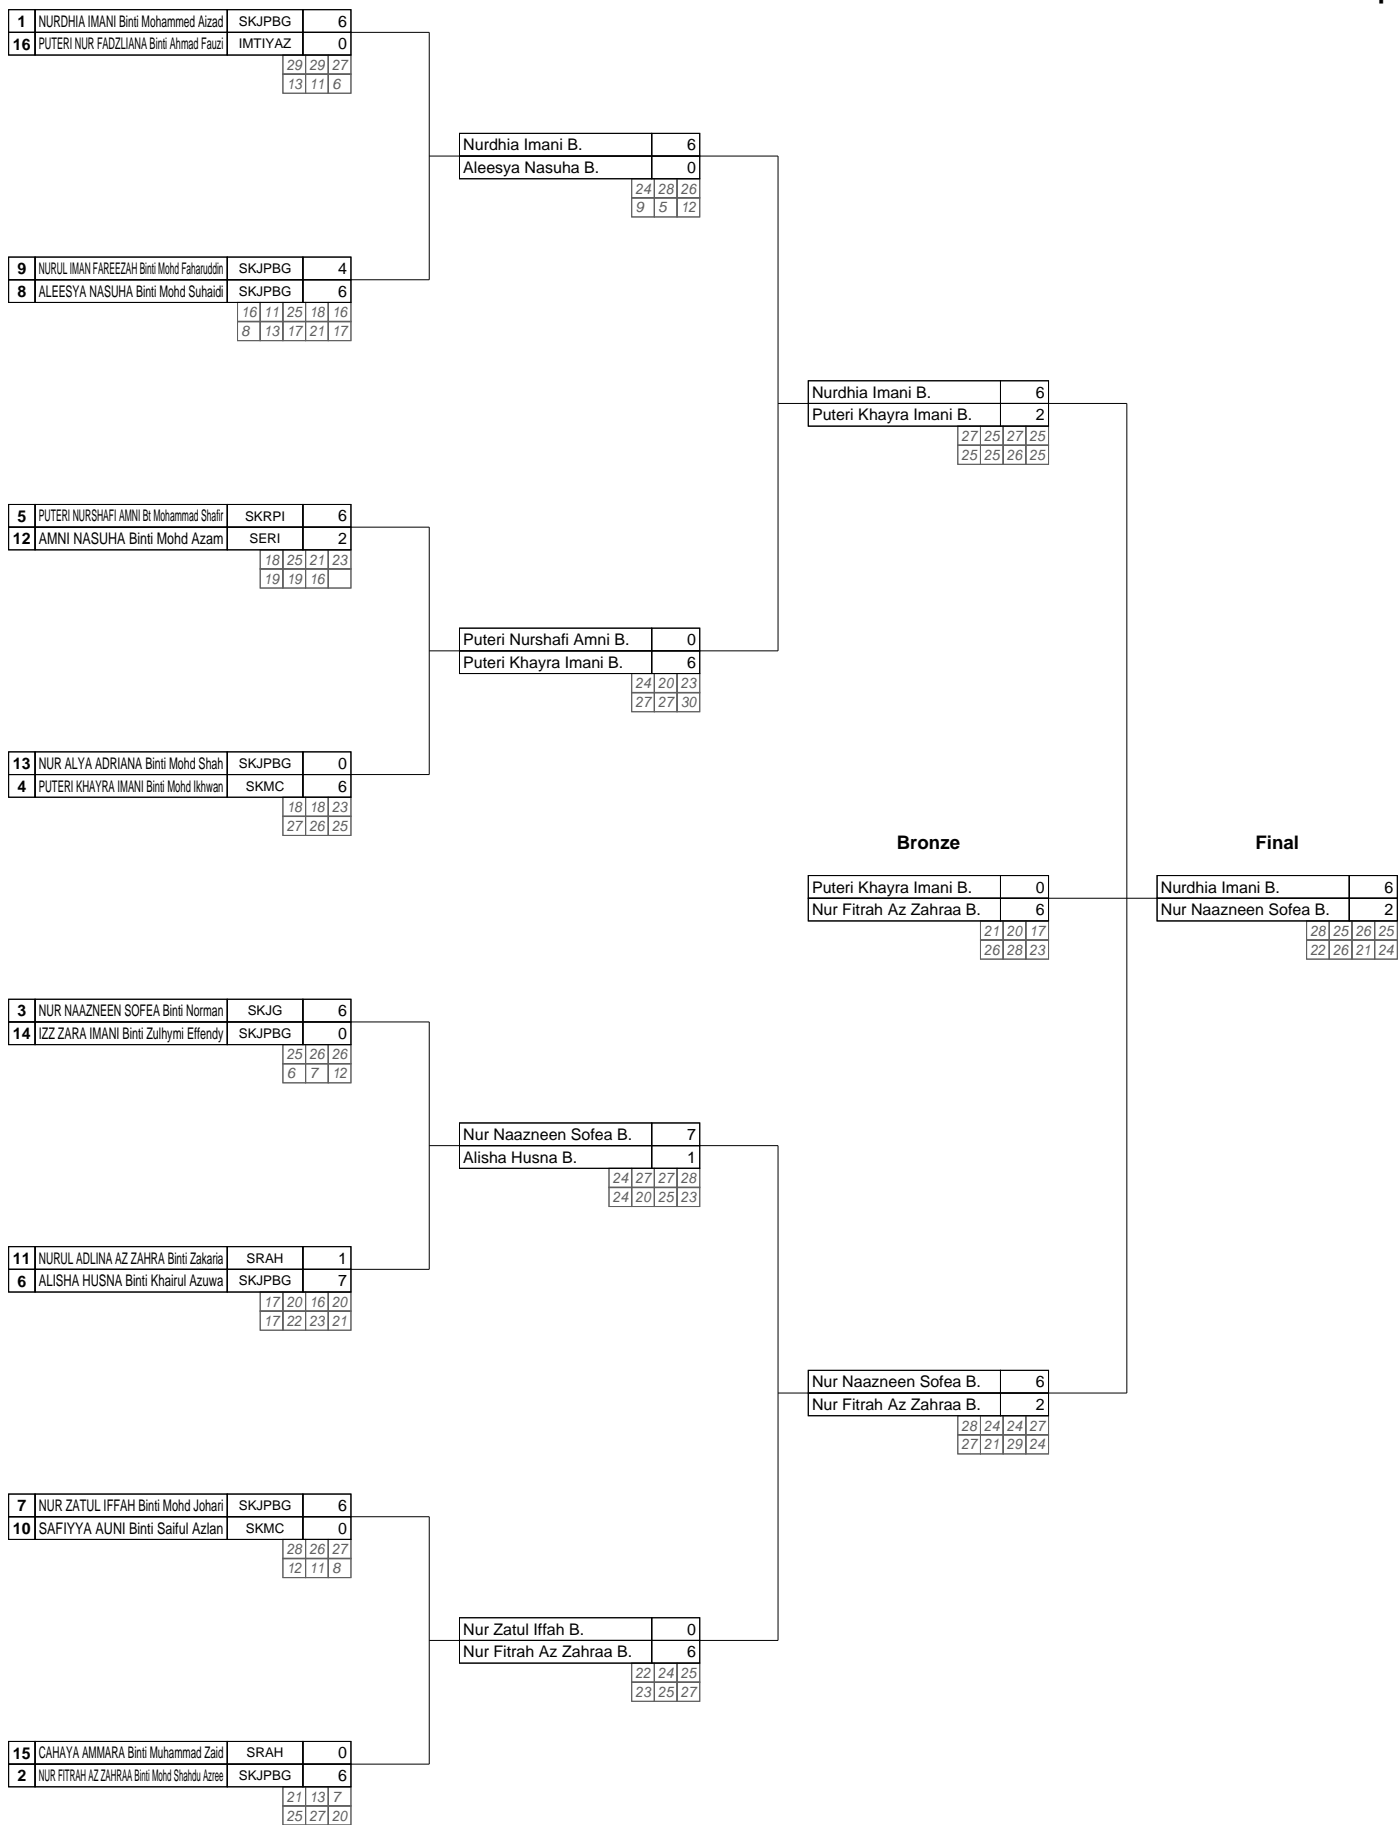 1 NURDHIA IMANI Binti Mohammed Aizad SKJPBG 6
16 PUTERI NUR FADZLIANA Binti Ahmad Fauzi IMTIYAZ 0
29 29 27
13 11 6
Nurdhia Imani B. 6
Aleesya Nasuha B. 0
24 28 26
9 5 12
9 NURUL IMAN FAREEZAH Binti Mohd Faharuddin SKJPBG 4
8 ALEESYA NASUHA Binti Mohd Suhaidi SKJPBG 6
16 11 25 18 16
8 13 17 21 17
Nurdhia Imani B. 6
Puteri Khayra Imani B. 2
27 25 27 25
25 25 26 25
5 PUTERI NURSHAFI AMNI Bt Mohammad Shafir SKRPI 6
12 AMNI NASUHA Binti Mohd Azam SERI 2
18 25 21 23
19 19 16
Puteri Nurshafi Amni B. 0
Puteri Khayra Imani B. 6
24 20 23
27 27 30
13 NUR ALYA ADRIANA Binti Mohd Shah SKJPBG 0
4 PUTERI KHAYRA IMANI Binti Mohd Ikhwan SKMC 6
18 18 23
27 26 25
Bronze Final
Puteri Khayra Imani B. 0 Nurdhia Imani B. 6
Nur Fitrah Az Zahraa B. 6 Nur Naazneen Sofea B. 2
21 20 17 28 25 26 25
26 28 23 22 26 21 24
3 NUR NAAZNEEN SOFEA Binti Norman SKJG 6
14 IZZ ZARA IMANI Binti Zulhymi Effendy SKJPBG 0
25 26 26
6 7 12
Nur Naazneen Sofea B. 7
Alisha Husna B. 1
24 27 27 28
24 20 25 23
11 NURUL ADLINA AZ ZAHRA Binti Zakaria SRAH 1
6 ALISHA HUSNA Binti Khairul Azuwa SKJPBG 7
17 20 16 20
17 22 23 21
Nur Naazneen Sofea B. 6
Nur Fitrah Az Zahraa B. 2
28 24 24 27
27 21 29 24
7 NUR ZATUL IFFAH Binti Mohd Johari SKJPBG 6
10 SAFIYYA AUNI Binti Saiful Azlan SKMC 0
28 26 27
12 11 8
Nur Zatul Iffah B. 0
Nur Fitrah Az Zahraa B. 6
22 24 25
23 25 27
15 CAHAYA AMMARA Binti Muhammad Zaid SRAH 0
2 NUR FITRAH AZ ZAHRAA Binti Mohd Shahdu Azree SKJPBG 6
21 13 7
25 27 20